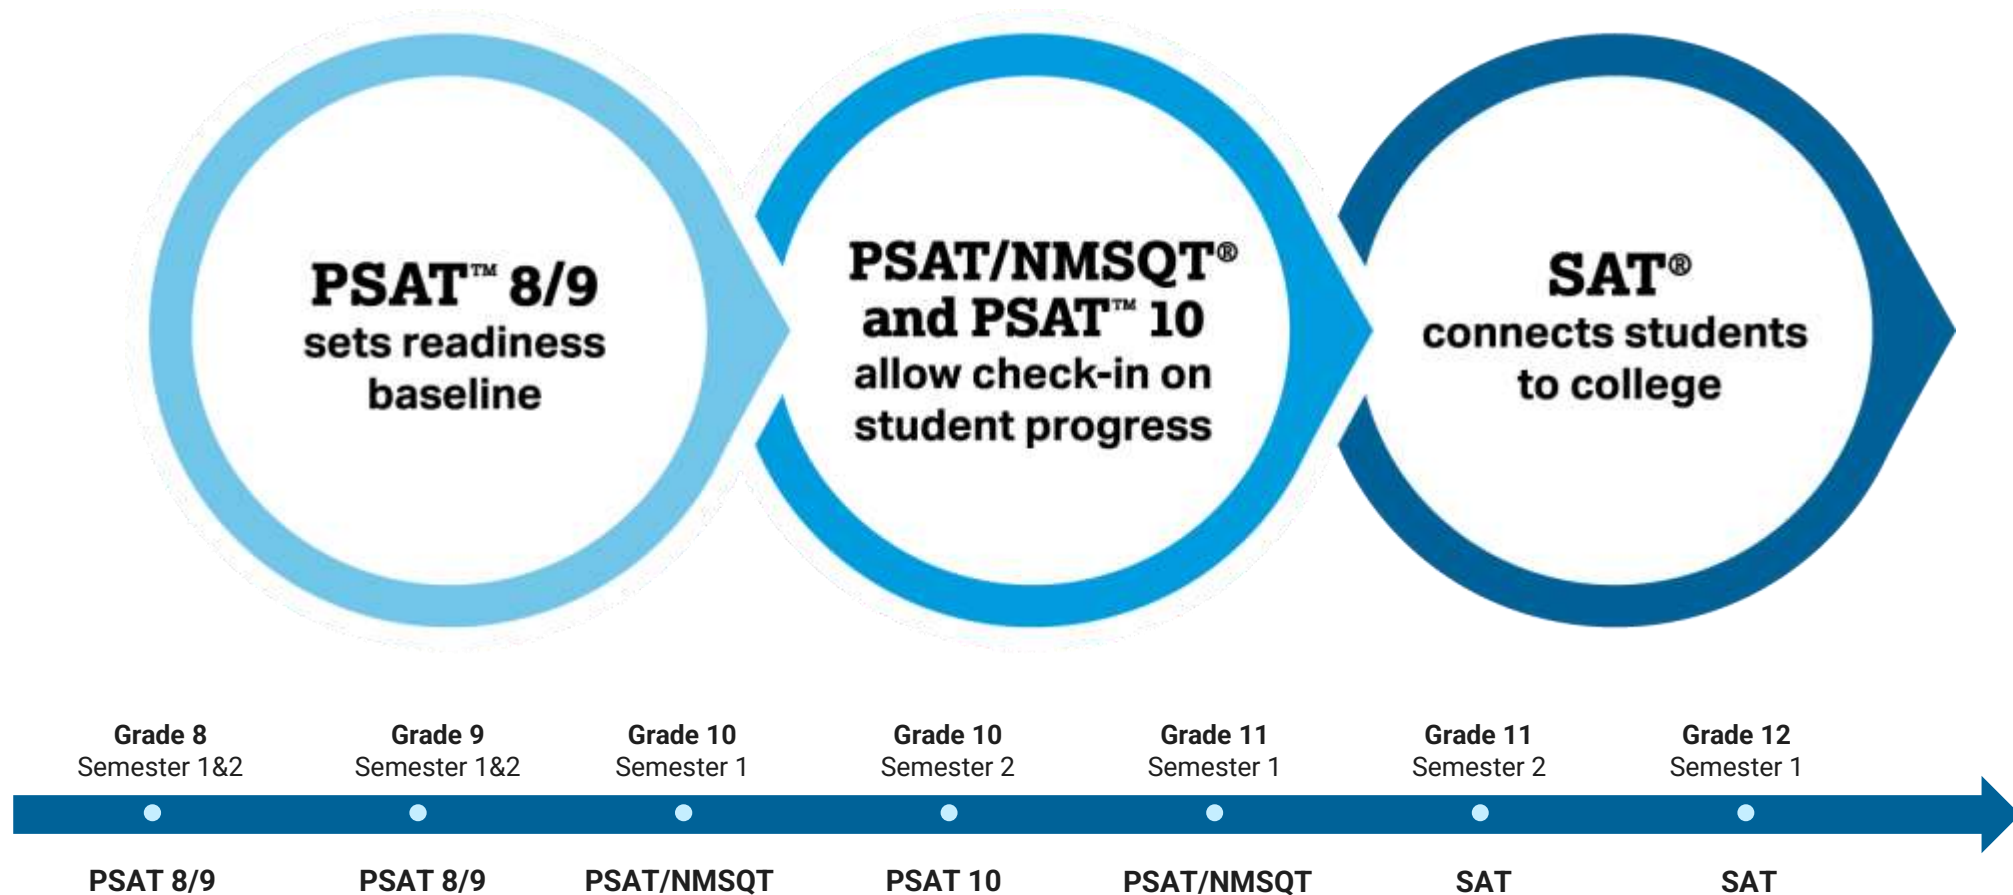 PSAT™ 8/9
sets readiness
baseline
PSAT/NMSQT®
and PSAT™ 10
allow check-in on
student progress
SAT®
connects students
to college
Grade 8
Semester 1&2
Grade 9
Semester 1&2
Grade 10
Semester 1
Grade 10
Semester 2
Grade 11
Semester 1
Grade 11
Semester 2
Grade 12
Semester 1
PSAT 8/9
PSAT 8/9
PSAT/NMSQT
PSAT 10
PSAT/NMSQT
SAT
SAT